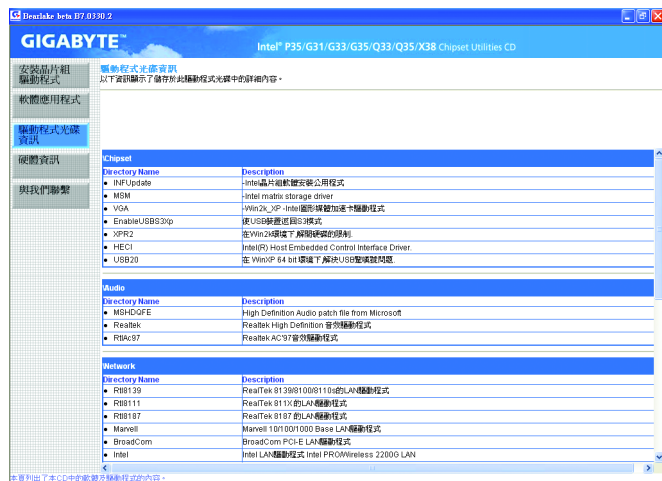 Bearlake beta B7.0330.2
GIGABYTE™
Intel® P35/G31/G33/G35/Q33/Q35/X38 Chipset Utilities CD
安裝晶片組
驅動程式
軟體應用程式
驅動程式光碟
資訊
硬體資訊
與我們聯繫
驅動程式光碟資訊
以下資訊顯示了儲存於此驅動程式光碟中的詳細內容。
\Chipset
Directory Name Description
• INFUpdate -Intel晶片組軟體安裝公用程式
• MSM -Intel matrix storage driver
• VGA -Win2k_XP -Intel圖形媒體加速卡驅動程式
• EnableUSBS3Xp 使USB裝置返回S3模式
• XPR2 在Win2k環境下,解開硬碟的限制.
• HECI Intel(R) Host Embedded Control Interface Driver.
• USB20 在 WinXP 64 bit 環境下,解決USB驚嘆號問題.
\Audio
Directory Name Description
• MSHDQFE High Definition Audio patch file from Microsoft
• Realtek Realtek High Definition 音效驅動程式
• RtlAc97 Realtek AC'97音效驅動程式
\Network
Directory Name Description
• Rtl8139 RealTek 8139/8100/8110s的LAN驅動程式
• Rtl8111 RealTek 811X 的LAN驅動程式
• Rtl8187 RealTek 8187 的LAN驅動程式
• Marvell Marvell 10/100/1000 Base LAN驅動程式
• BroadCom BroadCom PCI-E LAN驅動程式
• Intel Intel LAN驅動程式 Intel PRO/Wireless 2200G LAN
本頁列出了本CD中的軟體及驅動程式的內容。